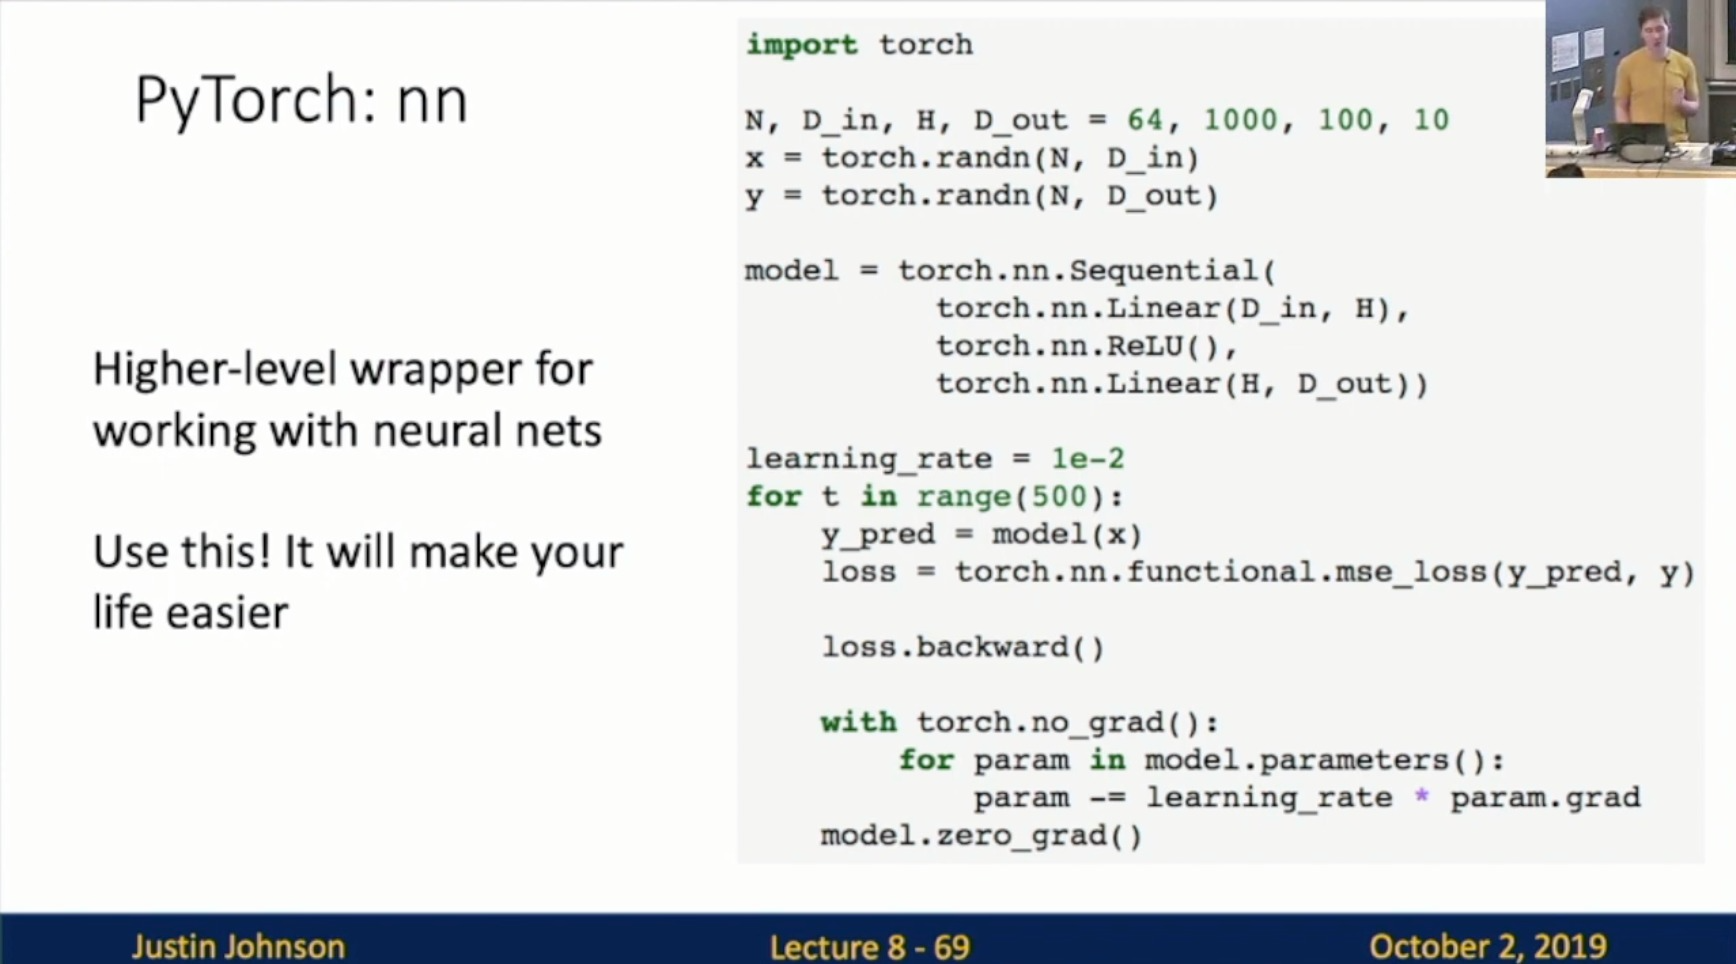 PyTorch: nn
Higher-level wrapper for
working with neural nets
Use this! It will make your
life easier
import torch
N, D_in, H, D_out = 64, 1000, 100, 10
x = torch.randn(N, D_in)
y = torch.randn(N, D_out)
model = torch.nn.Sequential(
torch.nn.Linear(D_in, H),
torch.nn.ReLU(),
torch.nn.Linear(H, D_out))
learning_rate = 1e-2
for t in range(500):
y_pred = model(x)
loss = torch.nn.functional.mse_loss(y_pred, y)
loss.backward()
with torch.no_grad():
for param in model.parameters():
param -= learning_rate * param.grad
model.zero_grad()
Justin Johnson
Lecture 8 - 69
October 2, 2019